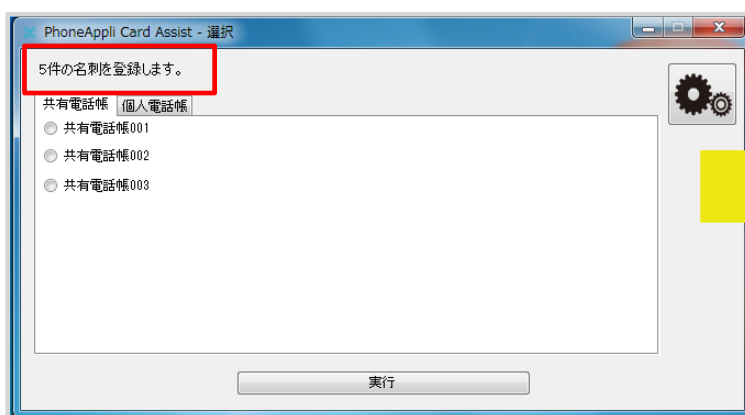 PhoneAppli Card Assist - 選択
5件の名刺を登録します。
共有電話帳 個人電話帳
共有電話帳001
共有電話帳002
共有電話帳003
実行